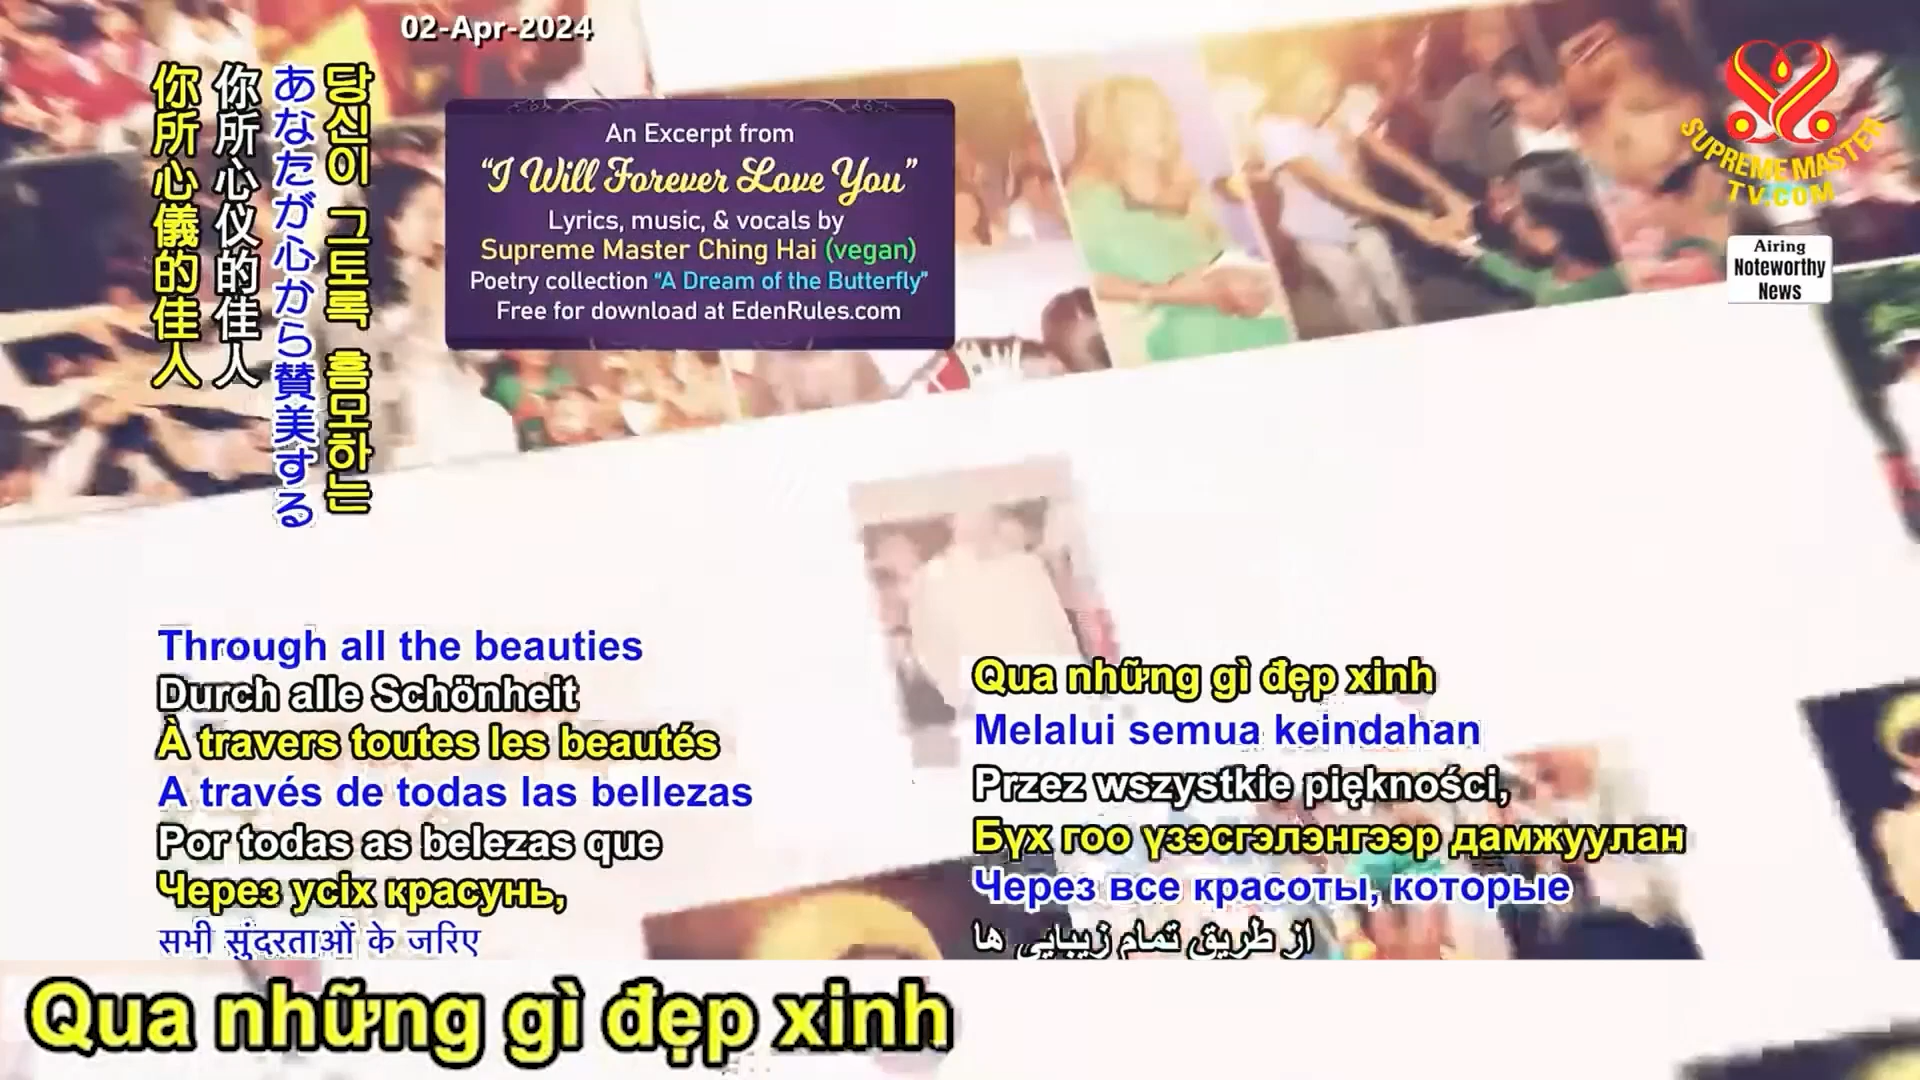 02-Apr-2024
당신이 그토록 흠모하는
あなたが心から賛美する
你所心仪的佳人
你所心儀的佳人
An Excerpt from
“I Will Forever Love You”
Lyrics, music, & vocals by
Supreme Master Ching Hai (vegan)
Poetry collection “A Dream of the Butterfly”
Free for download at EdenRules.com
SUPREME MASTER
TV.COM
Airing
Noteworthy
News
Through all the beauties
Durch alle Schönheit
À travers toutes les beautés
A través de todas las bellezas
Por todas as belezas que
Через усіх красунь,
सभी सुंदरताओं के जरिए
Qua những gì đẹp xinh
Melalui semua keindahan
Przez wszystkie piękności,
Бүх гоо үзэсгэлэнгээр дамжуулан
Через все красоты, которые
از طریق تمام زیبایی ها
Qua những gì đẹp xinh